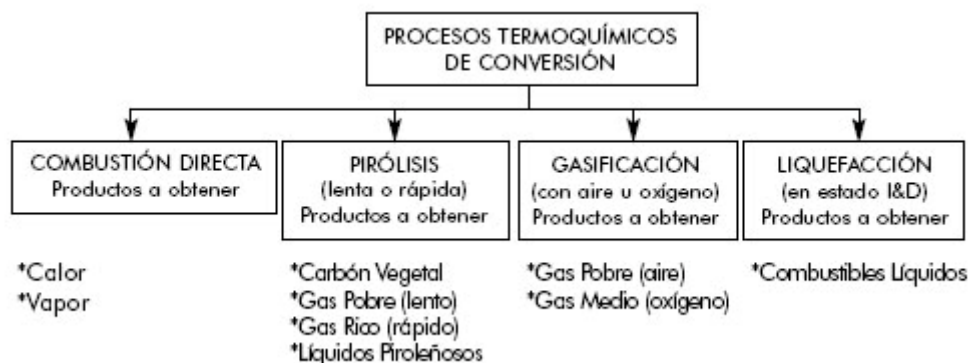 PROCESOS TERMOQUÍMICOS
DE CONVERSIÓN
COMBUSTIÓN DIRECTA
Productos a obtener
*Calor
*Vapor
PIRÓLISIS
(lenta o rápida)
Productos a obtener
*Carbón Vegetal
*Gas Pobre (lento)
*Gas Rico (rápido)
*Líquidos Piroleñosos
GASIFICACIÓN
(con aire u oxígeno)
Productos a obtener
*Gas Pobre (aire)
*Gas Medio (oxígeno)
LIQUEFACCIÓN
(en estado I&D)
Productos a obtener
*Combustibles Líquidos